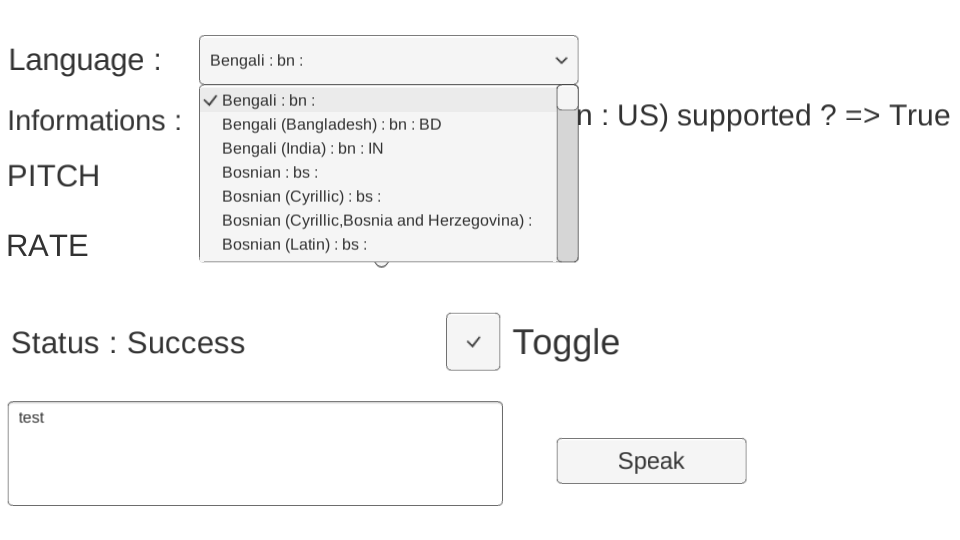 Language :
Bengali : bn :
Bengali : bn :
Informations :
n : US) supported ? => True
Bengali (Bangladesh) : bn : BD
Bengali (India) : bn : IN
PITCH
Bosnian : bs :
Bosnian (Cyrillic) : bs :
Bosnian (Cyrillic,Bosnia and Herzegovina) :
RATE
Bosnian (Latin) : bs :
Status : Success
Toggle
test
Speak